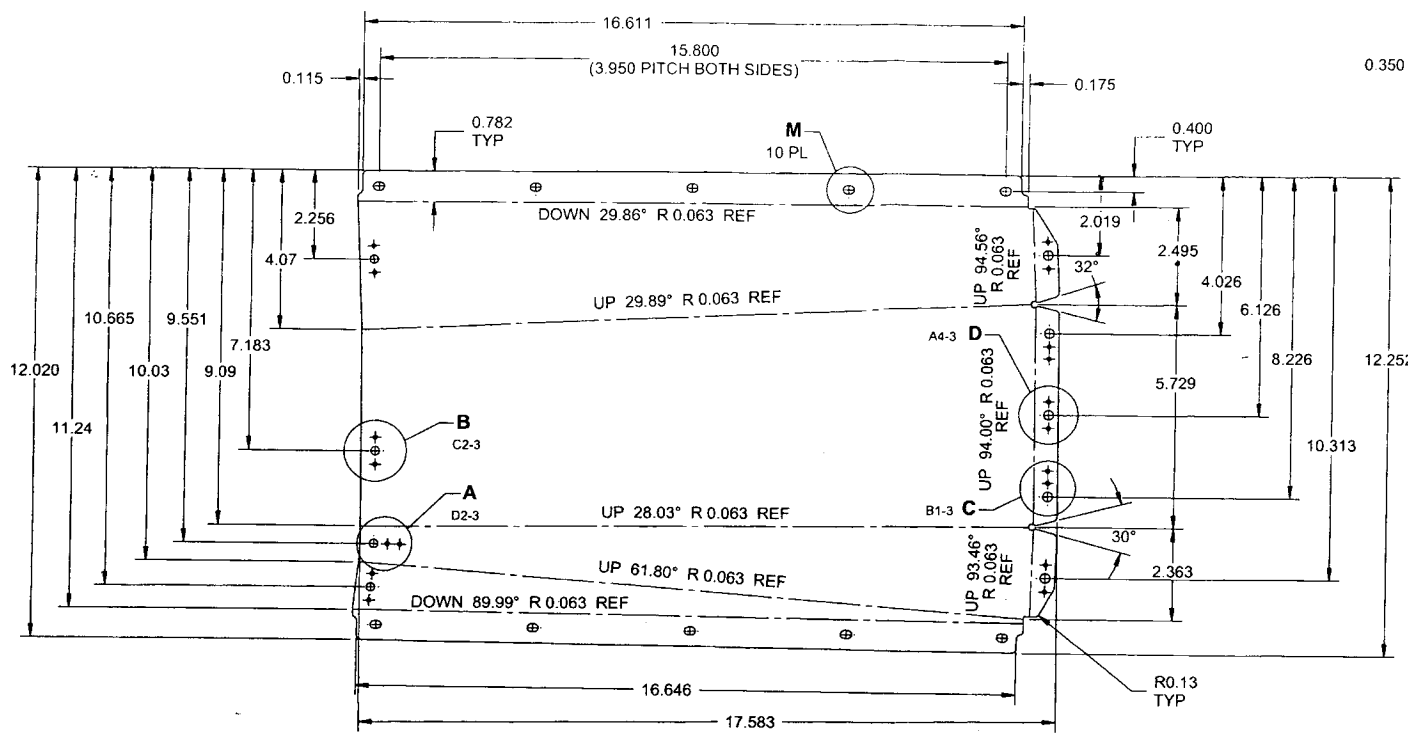 16.611
15.800
(3.950 PITCH BOTH SIDES)
0.350
0.115
0.175
0.782
TYP
M
10 PL
0.400
TYP
DOWN 29.86° R 0.063 REF
2.256
2.019
2.495
4.07
UP 94.56°
R 0.063
REF
32°
4.026
UP 29.89° R 0.063 REF
6.126
10.665
9.551
7.183
A4-3 D
8.226
12.020
10.03
9.09
5.729
12.252
UP 94.00° R 0.063
REF
11.24
B
C2-3
10.313
A
D2-3
UP 28.03° R 0.063 REF
B1-3 C
30°
UP 61.80° R 0.063 REF
UP 93.46°
R 0.063
REF
2.363
DOWN 89.99° R 0.063 REF
16.646
R0.13
TYP
17.583